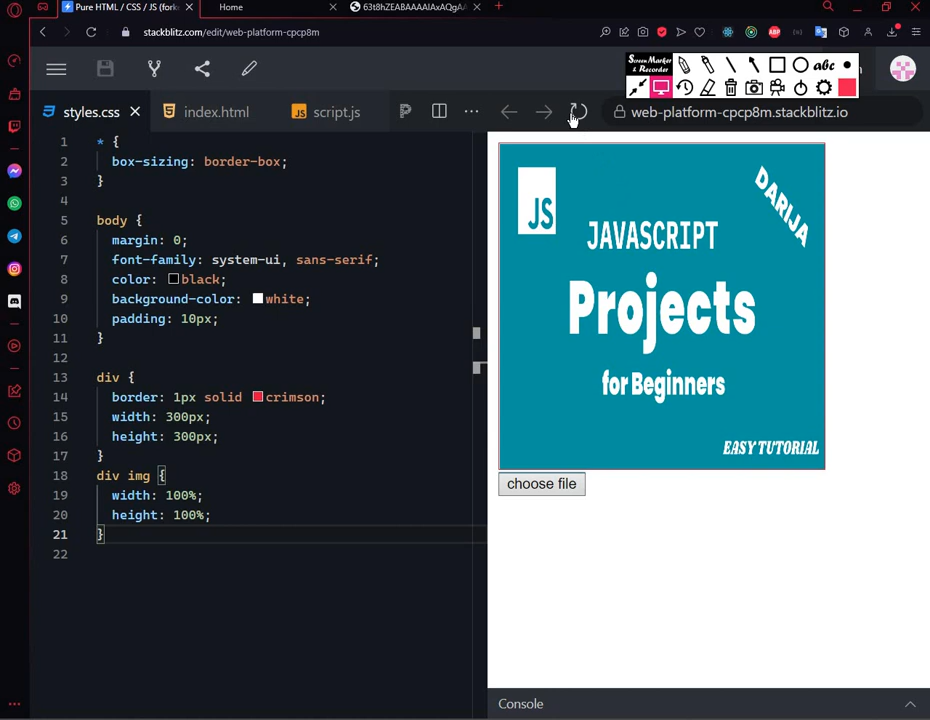 Pure HTML / CSS / JS (fork
Home
63t8hZEABAAAAIAxAQgA
stackblitz.com/edit/web-platform-cpcp8m
ABP
Screen Marker
& Recorder
abc
styles.css
index.html
JS script.js
web-platform-cpcp8m.stackblitz.io
1 * {
2 box-sizing: border-box;
3 }
4
5 body {
6 margin: 0;
7 font-family: system-ui, sans-serif;
8 color: black;
9 background-color: white;
10 padding: 10px;
11 }
12
13 div {
14 border: 1px solid crimson;
15 width: 300px;
16 height: 300px;
17 }
18 div img {
19 width: 100%;
20 height: 100%;
21 }
22
JS
DARIJA
JAVASCRIPT
Projects
for Beginners
EASY TUTORIAL
choose file
Console